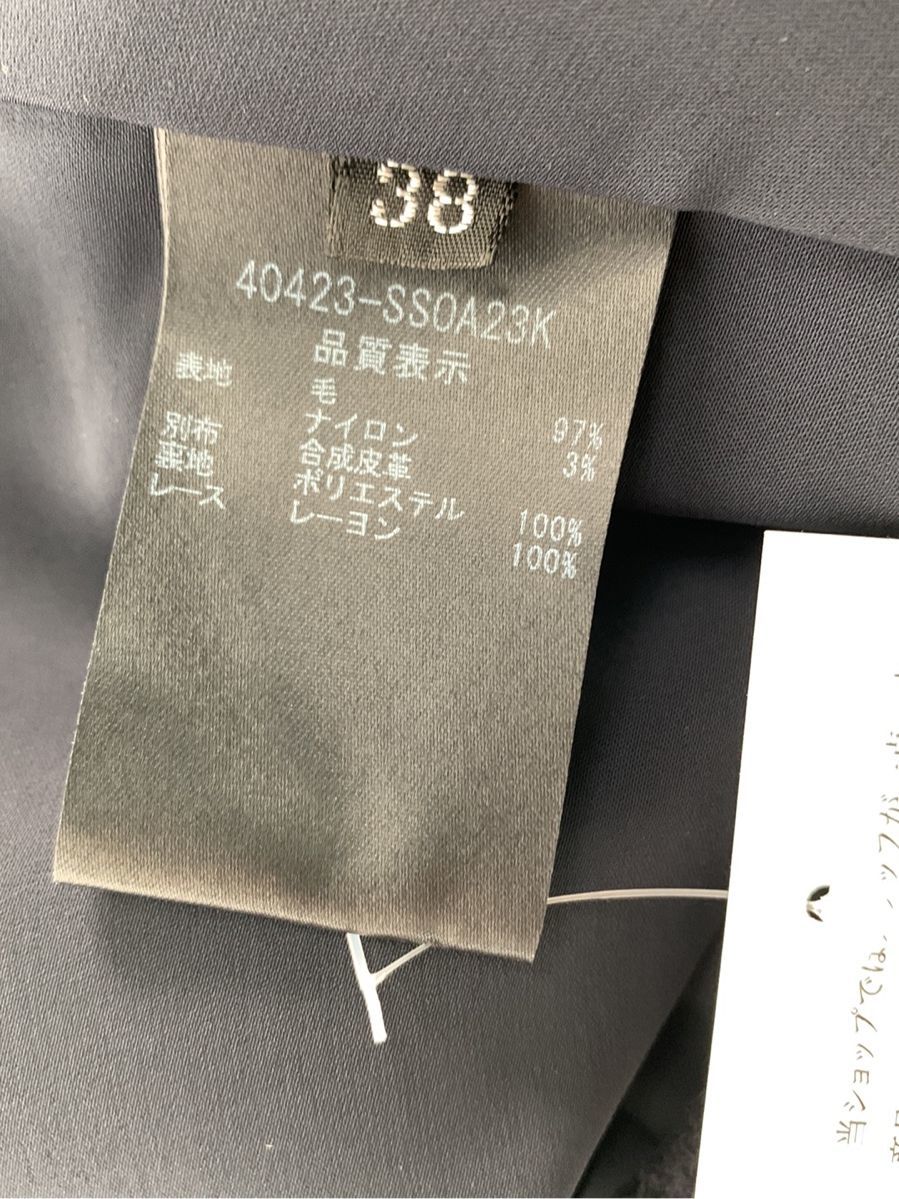 38
40423-SS0A23K
品質表示
表地 毛 97%
ナイロン 3%
別布 合成皮革
裏地 ポリエステル 100%
レース レーヨン 100%
当ショップでは